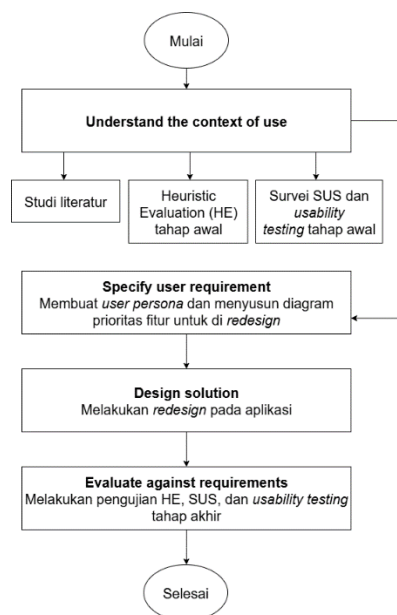 Mulai
Understand the context of use
Studi literatur
Heuristic
Evaluation (HE)
tahap awal
Survei SUS dan
usability
testing tahap awal
Specify user requirement
Membuat user persona dan menyusun diagram
prioritas fitur untuk di redesign
Design solution
Melakukan redesign pada aplikasi
Evaluate against requirements
Melakukan pengujian HE, SUS, dan usability testing
tahap akhir
Selesai